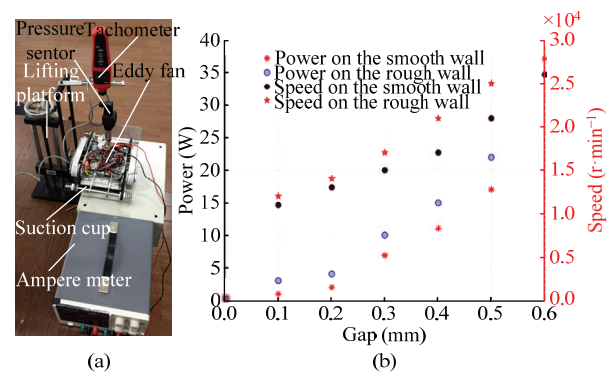 Pressure
Tachometer
sentor
Lifting
Eddy fan
platform
Suction cup
Ampere meter
(a)
×10⁴
40
35
30
25
20
15
10
5
0
Power (W)
Power on the smooth wall
Power on the rough wall
Speed on the smooth wall
Speed on the rough wall
3.0
2.5
2.0
1.5
1.0
0.5
0.0
Speed (r·min⁻¹)
0.0 0.1 0.2 0.3 0.4 0.5 0.6
Gap (mm)
(b)